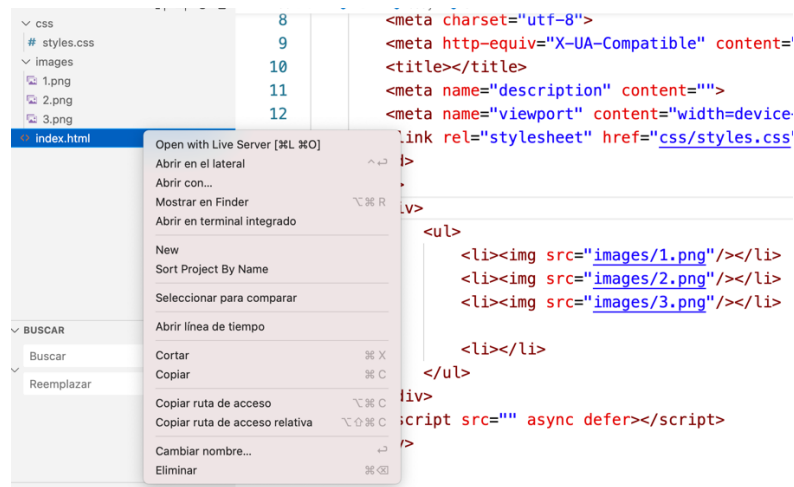 css
# styles.css
images
1.png
2.png
3.png
<> index.html
BUSCAR
Buscar
Reemplazar
Open with Live Server [⌘L ⌘O]
Abrir en el lateral ^⏎
Abrir con...
Mostrar en Finder ⌥⌘ R
Abrir en terminal integrado
New
Sort Project By Name
Seleccionar para comparar
Abrir línea de tiempo
Cortar ⌘ X
Copiar ⌘ C
Copiar ruta de acceso ⌥⌘ C
Copiar ruta de acceso relativa ⌥⇧⌘ C
Cambiar nombre... ⏎
Eliminar ⌘⌫
8 <meta charset="utf-8">
9 <meta http-equiv="X-UA-Compatible" content="
10 <title></title>
11 <meta name="description" content="">
12 <meta name="viewport" content="width=device-
link rel="stylesheet" href="css/styles.css"
d>
>
iv>
<ul>
<li><img src="images/1.png"/></li>
<li><img src="images/2.png"/></li>
<li><img src="images/3.png"/></li>
<li></li>
</ul>
div>
script src="" async defer></script>
y>